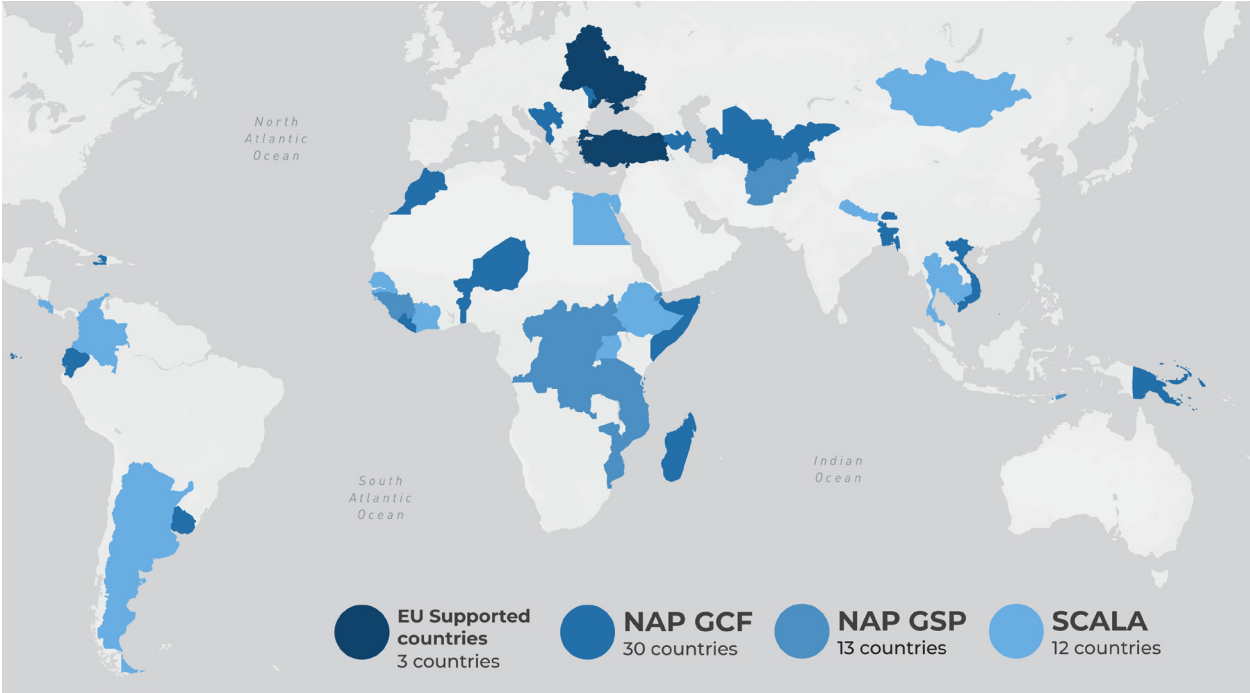 North
Atlantic
Ocean
South
Atlantic
Ocean
Indian
Ocean
EU Supported
countries
3 countries
NAP GCF
30 countries
NAP GSP
13 countries
SCALA
12 countries